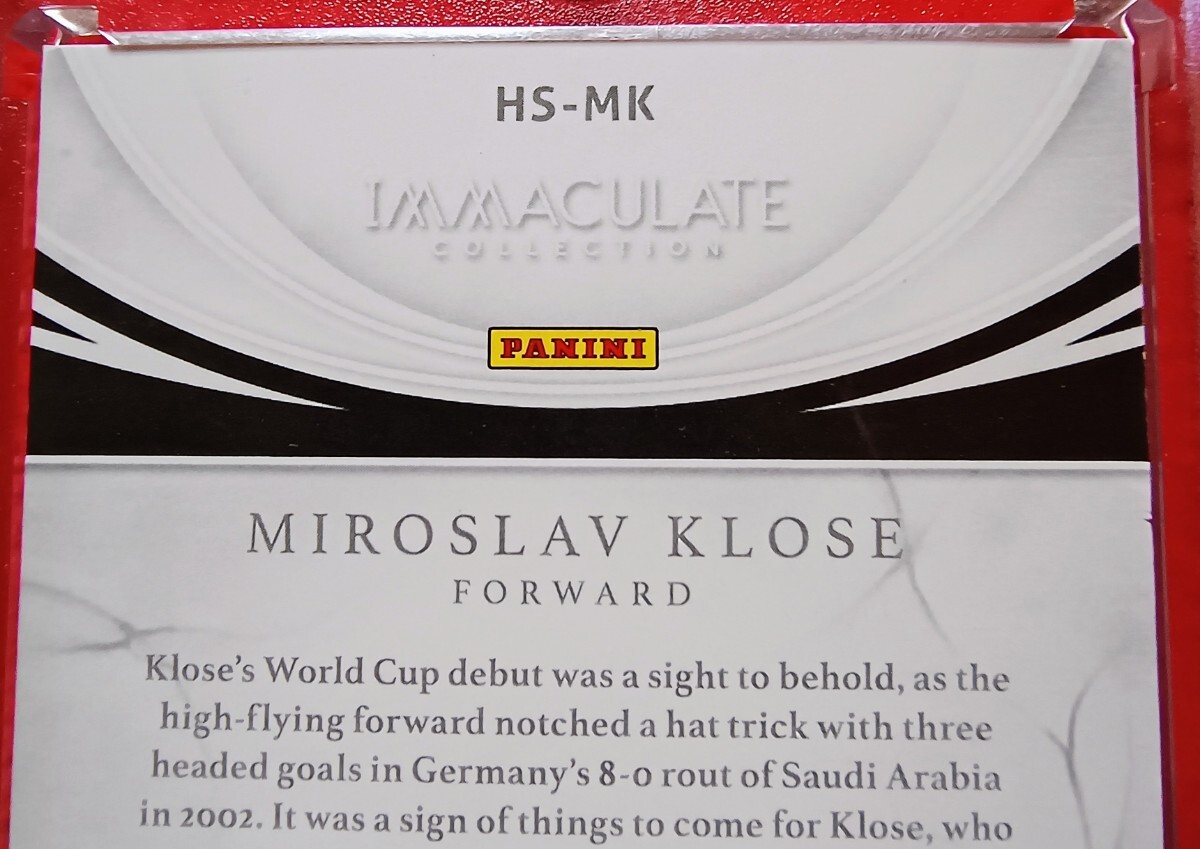 HS-MK
IMMACULATE
COLLECTION
PANINI
MIROSLAV KLOSE
FORWARD
Klose's World Cup debut was a sight to behold, as the
high-flying forward notched a hat trick with three
headed goals in Germany's 8-0 rout of Saudi Arabia
in 2002. It was a sign of things to come for Klose, who